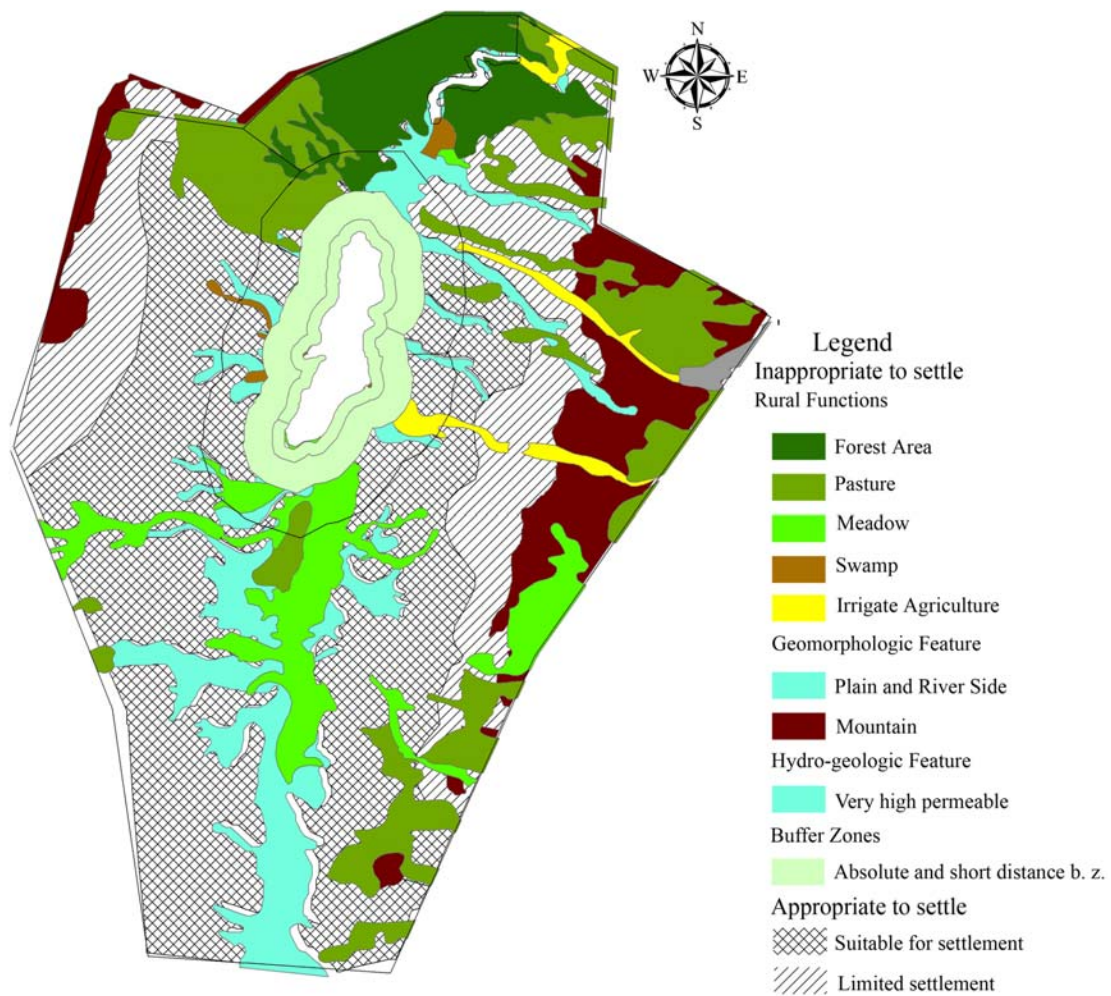 N
W
E
S
Legend
Inappropriate to settle
Rural Functions
Forest Area
Pasture
Meadow
Swamp
Irrigate Agriculture
Geomorphologic Feature
Plain and River Side
Mountain
Hydro-geologic Feature
Very high permeable
Buffer Zones
Absolute and short distance b. z.
Appropriate to settle
Suitable for settlement
Limited settlement